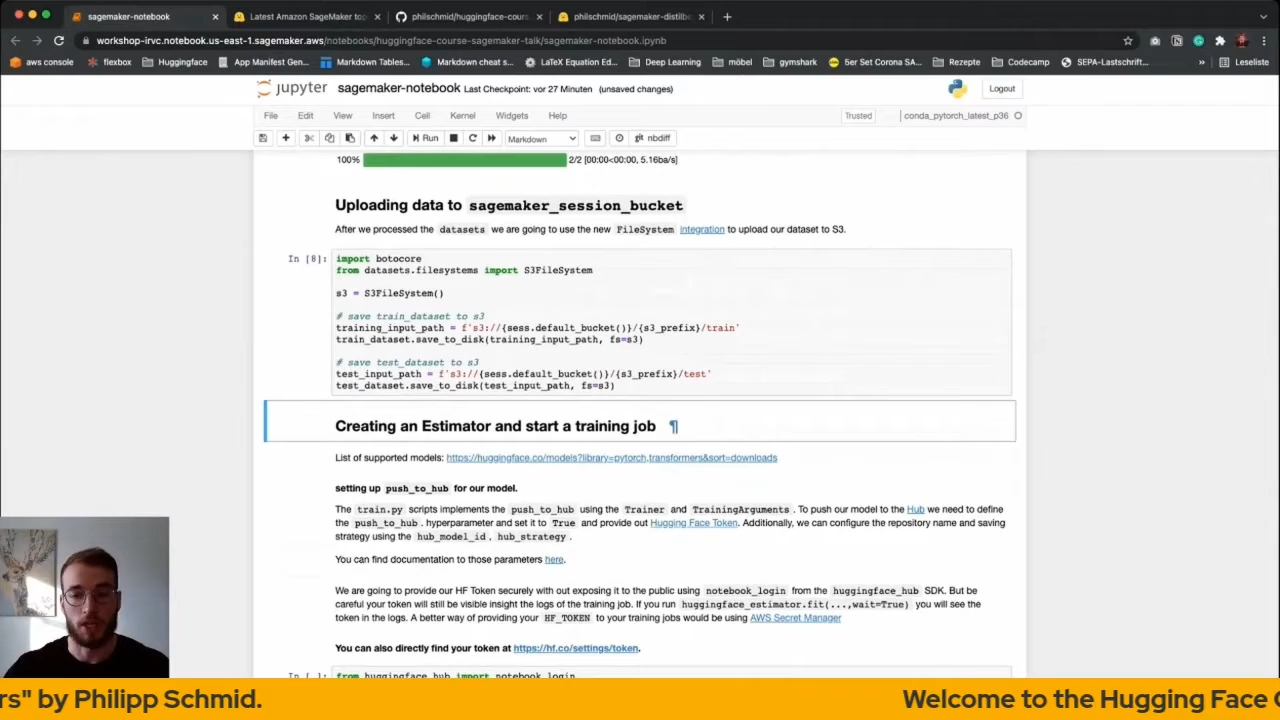 sagemaker-notebook
Latest Amazon SageMaker top
philschmid/huggingface-cours
philschmid/sagemaker-distilbe
workshop-irvc.notebook.us-east-1.sagemaker.aws/notebooks/huggingface-course-sagemaker-talk/sagemaker-notebook.ipynb
aws console
flexbox
Huggingface
App Manifest Gen...
Markdown Tables...
Markdown cheat s...
LaTeX Equation Ed...
Deep Learning
möbel
gymshark
5er Set Corona SA...
Rezepte
Codecamp
SEPA-Lastschrift...
»
Leseliste
jupyter sagemaker-notebook Last Checkpoint: vor 27 Minuten (unsaved changes)
Logout
File Edit View Insert Cell Kernel Widgets Help
Trusted
conda_pytorch_latest_p36
Run
Markdown
nbdiff
100% 2/2 [00:00<00:00, 5.16ba/s]
Uploading data to sagemaker_session_bucket
After we processed the datasets we are going to use the new FileSystem integration to upload our dataset to S3.
In [8]: import botocore
from datasets.filesystems import S3FileSystem
s3 = S3FileSystem()
# save train_dataset to s3
training_input_path = f's3://{sess.default_bucket()}/{s3_prefix}/train'
train_dataset.save_to_disk(training_input_path, fs=s3)
# save test_dataset to s3
test_input_path = f's3://{sess.default_bucket()}/{s3_prefix}/test'
test_dataset.save_to_disk(test_input_path, fs=s3)
Creating an Estimator and start a training job ¶
List of supported models: https://huggingface.co/models?library=pytorch,transformers&sort=downloads
setting up push_to_hub for our model.
The train.py scripts implements the push_to_hub using the Trainer and TrainingArguments. To push our model to the Hub we need to define
the push_to_hub. hyperparameter and set it to True and provide out Hugging Face Token. Additionally, we can configure the repository name and saving
strategy using the hub_model_id, hub_strategy.
You can find documentation to those parameters here.
We are going to provide our HF Token securely with out exposing it to the public using notebook_login from the huggingface_hub SDK. But be
careful your token will still be visible insight the logs of the training job. If you run huggingface_estimator.fit(...,wait=True) you will see the
token in the logs. A better way of providing your HF_TOKEN to your training jobs would be using AWS Secret Manager
You can also directly find your token at https://hf.co/settings/token.
In [ ]: from huggingface_hub import notebook_login
rs" by Philipp Schmid.
Welcome to the Hugging Face C